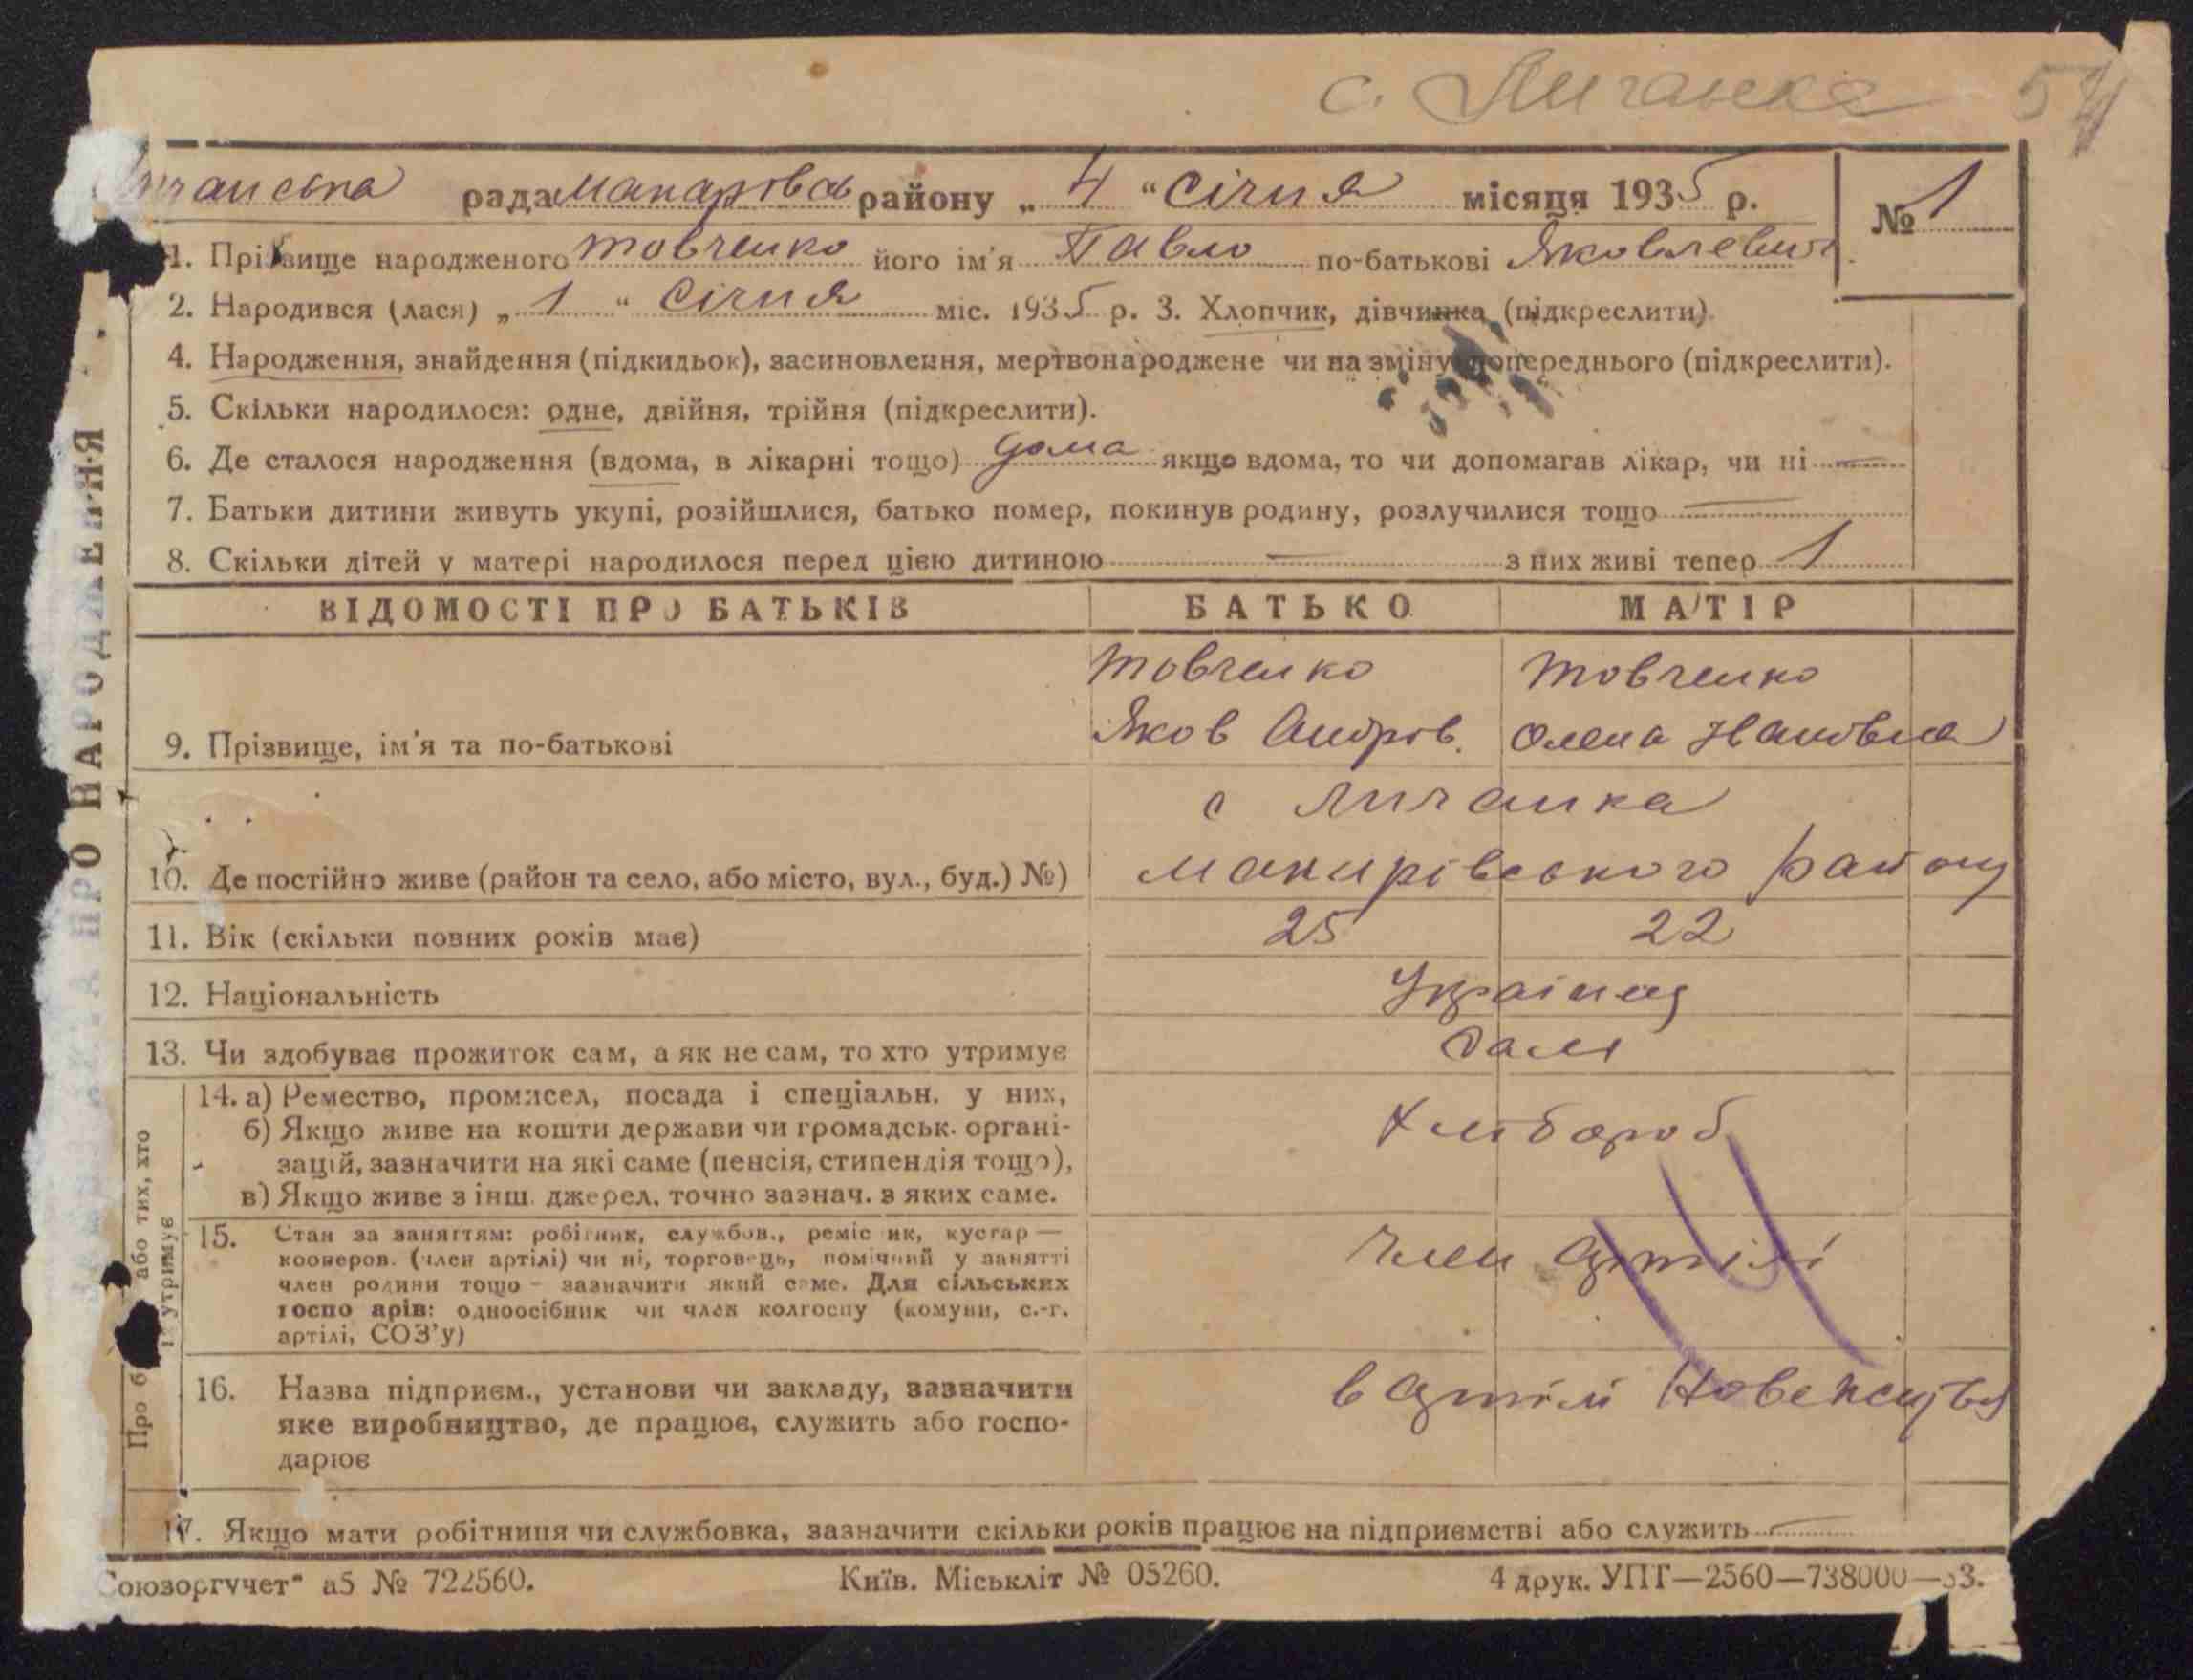 с. Личанка 54
Личанська рада Макарівськ району „ 4 “ Січня місяця 1935 р. № 1
1. Прізвище народженого Товченко його ім'я Павло по-батькові Яковлевич
2. Народився (лася) „ 1 “ Січня міс. 1935 р. 3. Хлопчик, дівчинка (підкреслити)
4. Народження, знайдення (підкидьок), засиновлення, мертвонароджене чи на зміну попереднього (підкреслити).
5. Скільки народилося: одне, двійня, трійня (підкреслити).
6. Де сталося народження (вдома, в лікарні тощо) дома якщо вдома, то чи допомагав лікар, чи ні —
7. Батьки дитини живуть укупі, розійшлися, батько помер, покинув родину, розлучилися тощо —
8. Скільки дітей у матері народилося перед цією дитиною — з них живі тепер 1
ВІДОМОСТІ ПРО БАТЬКІВ БАТЬКО МАТІР
Товченко Товченко
9. Прізвище, ім'я та по-батькові Яков Андрів. Олена Івановна
с Личанка
10. Де постійно живе (район та село, або місто, вул., буд.) №) Макарівського району
11. Вік (скільки повних років має) 25 22
12. Національність Українці
13. Чи здобуває прожиток сам, а як не сам, то хто утримує Сами
14. а) Ремество, промисел, посада і спеціальн. у них,
б) Якщо живе на кошти держави чи громадськ. органі- Хлібороб
зацій, зазначити на які саме (пенсія, стипендія тощо),
в) Якщо живе з інш. джерел, точно зазнач. з яких саме.
15. Стан за заняттям: робітник, службов., реміс ик, кустар —
кооперов. (член артілі) чи ні, торговець, помічний у занятті Член артілі
член родини тощо – зазначити який саме. Для сільських
госпо арів: одноосібник чи член колгоспу (комуни, с.-г.
артілі, СОЗ'у)
16. Назва підприєм., установи чи закладу, зазначити в артілі
яке виробництво, де працює, служить або госпо-
дарює
17. Якщо мати робітниця чи службовка, зазначити скільки років працює на підприємстві або служить —
Союзоргучет" а5 № 722560. Київ. Міськліт № 05260. 4 друк. УПТ—2560—738000—33.
ПРО НАРОДЖЕННЯ
Про б або тих, хто
їх утримує